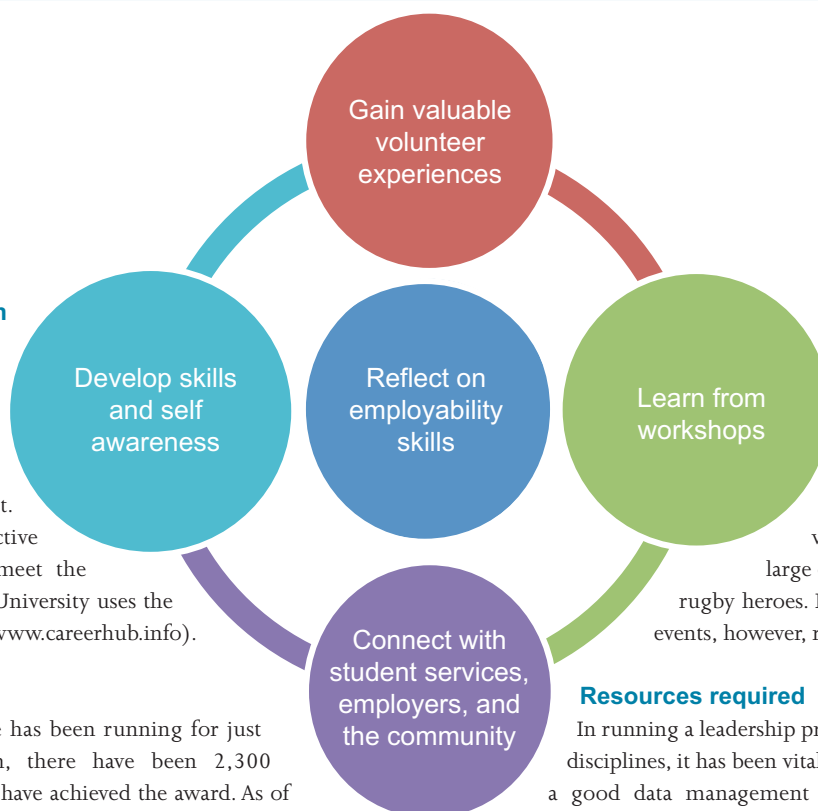 Gain valuable
volunteer
experiences
Develop skills
and self
awareness
Reflect on
employability
skills
Learn from
workshops
Connect with
student services,
employers, and
the community
meet the
University uses the
www.careerhub.info).
has been running for just
there have been 2,300
have achieved the award. As of
large
rugby heroes.
events, however,
Resources required
In running a leadership
disciplines, it has been vital
a good data management